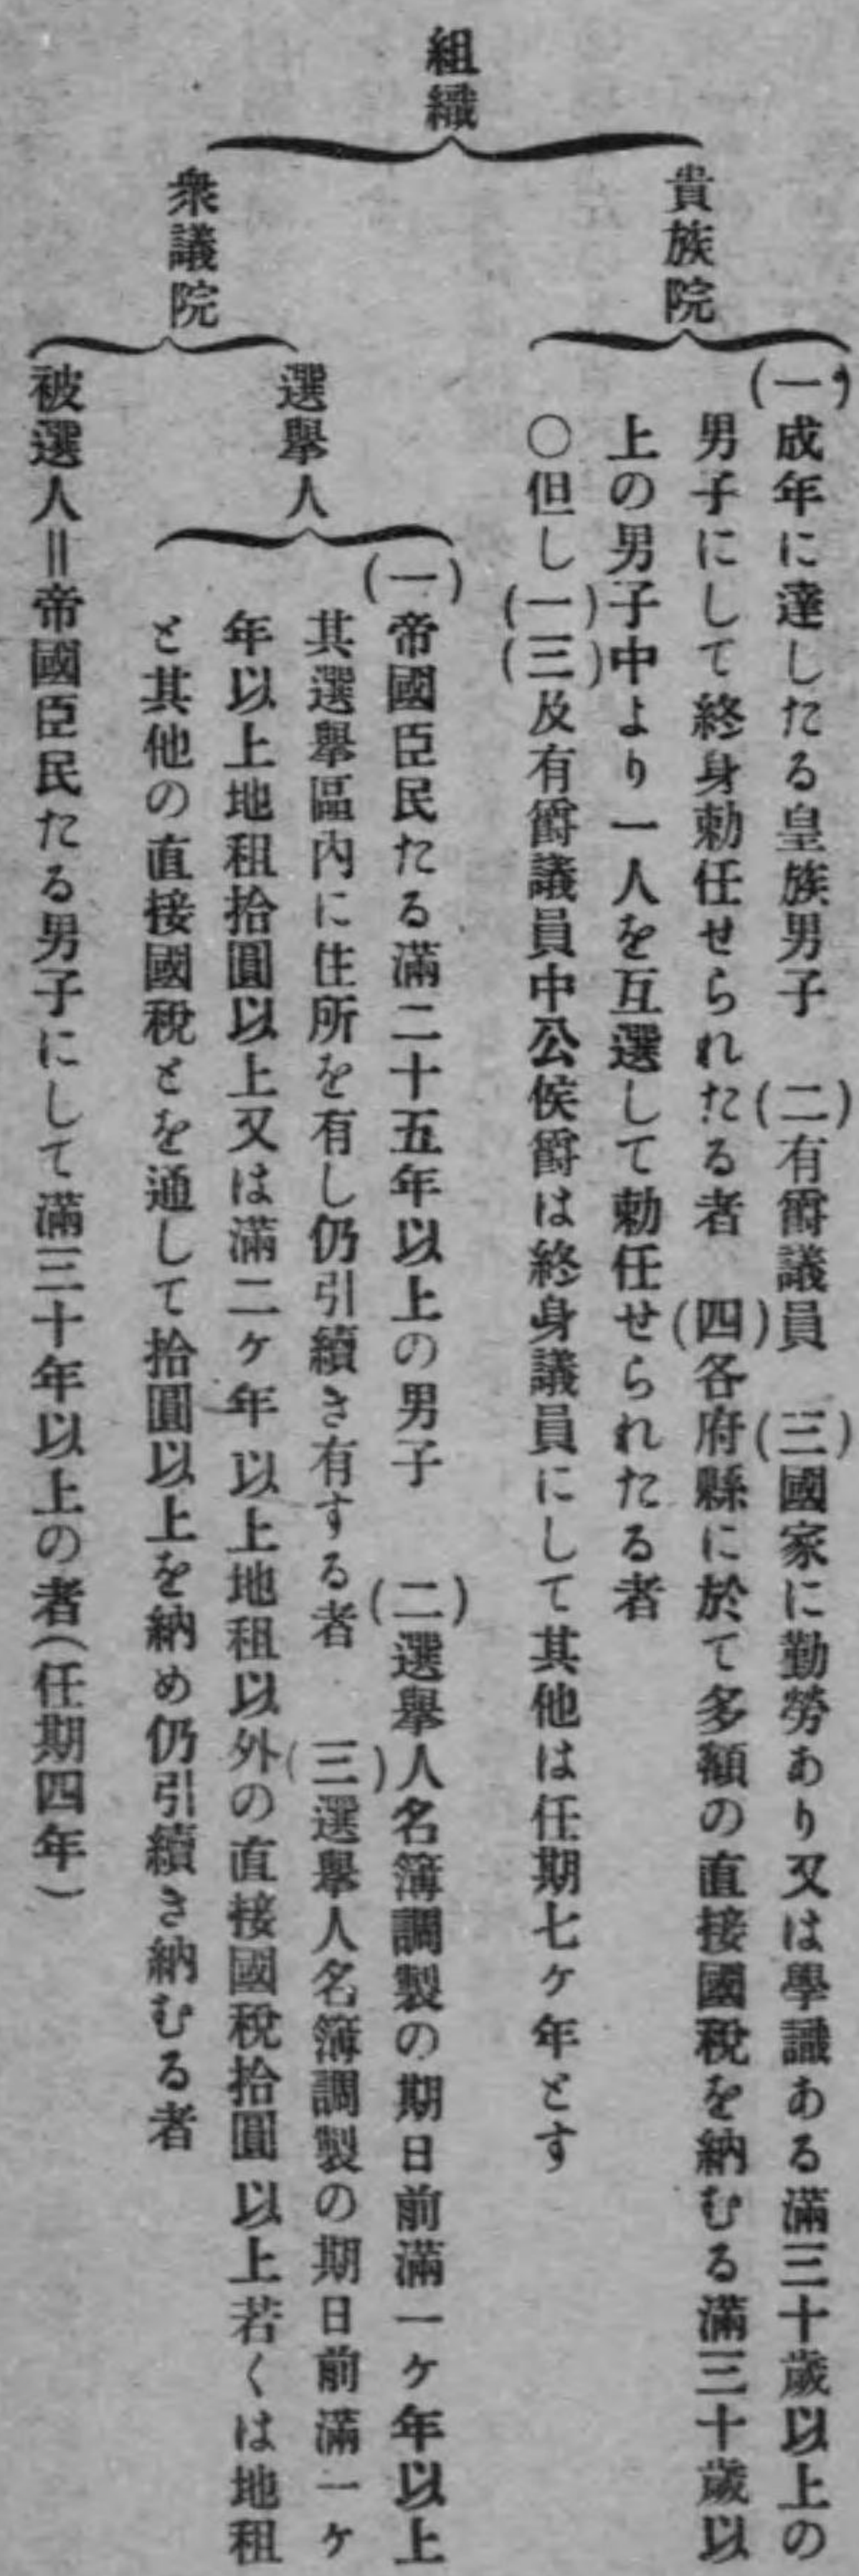 組織
貴族院
(一)成年に達したる皇族男子 (二)有爵議員 (三)國家に勤勞あり又は學識ある滿三十歲以上の
男子にして終身勅任せられたる者 (四)各府縣に於て多額の直接國稅を納むる滿三十歲以
上の男子中より一人を互選して勅任せられたる者
〇但し(一)(三)及有爵議員中公侯爵は終身議員にして其他は任期七ケ年とす
衆議院
選擧人
(一)帝國臣民たる滿二十五年以上の男子 (二)選擧人名簿調製の期日前滿一ケ年以上
其選擧區內に住所を有し仍引續き有する者 (三)選擧人名簿調製の期日前滿一ケ
年以上地租拾圓以上又は滿二ケ年以上地租以外の直接國稅拾圓以上若くは地租
と其他の直接國稅とを通して拾圓以上を納め仍引續き納むる者
被選人=帝國臣民たる男子にして滿三十年以上の者(任期四年)